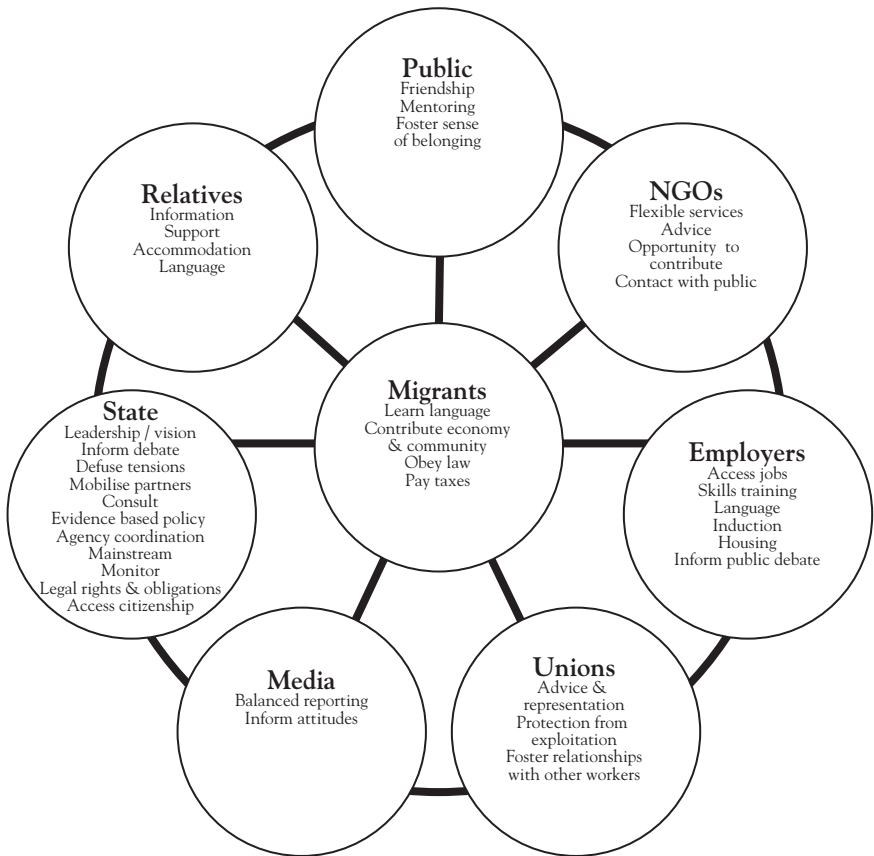 Public
Friendship
Mentoring
Foster sense
of belonging
Relatives
Information
Support
Accommodation
Language
NGOs
Flexible services
Advice
Opportunity to
contribute
Contact with public
Migrants
Learn language
Contribute economy
& community
Obey law
Pay taxes
State
Leadership / vision
Inform debate
Defuse tensions
Mobilise partners
Consult
Evidence based policy
Agency coordination
Mainstream
Monitor
Legal rights & obligations
Access citizenship
Employers
Access jobs
Skills training
Language
Induction
Housing
Inform public debate
Media
Balanced reporting
Inform attitudes
Unions
Advice &
representation
Protection from
exploitation
Foster relationships
with other workers